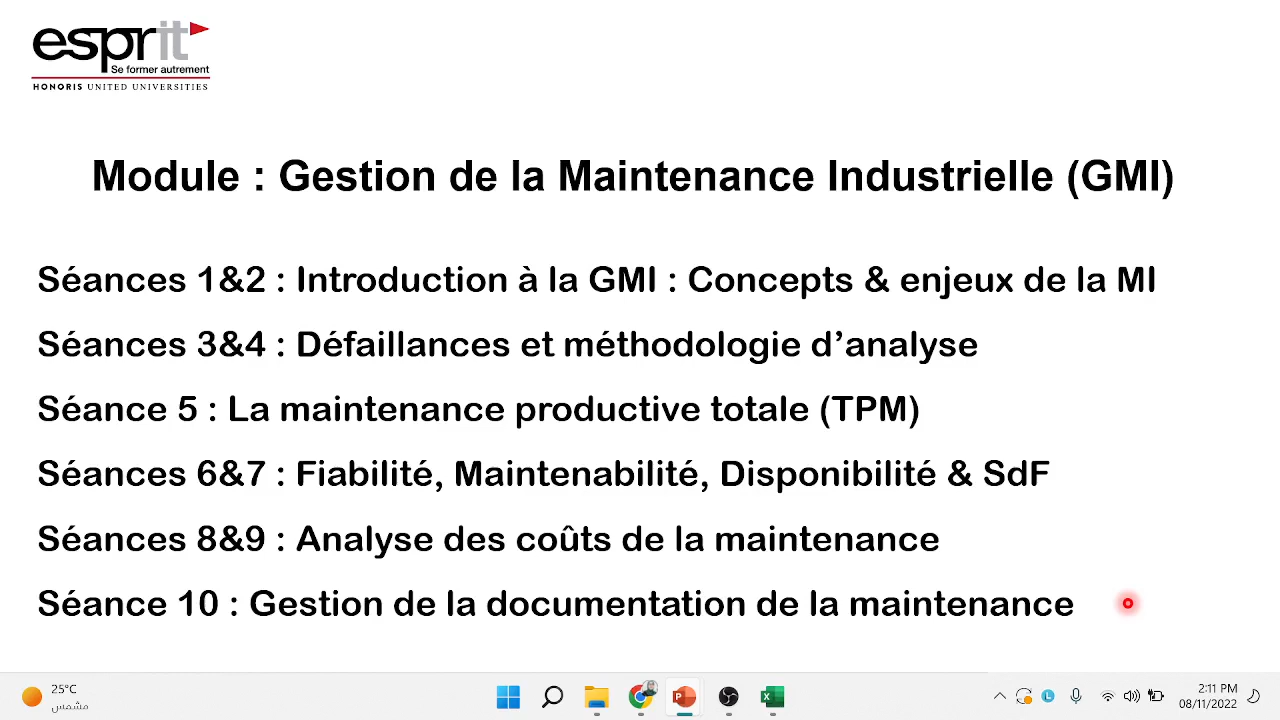 esprit
Se former autrement
HONORIS UNITED UNIVERSITIES
Module : Gestion de la Maintenance Industrielle (GMI)
Séances 1&2 : Introduction à la GMI : Concepts & enjeux de la MI
Séances 3&4 : Défaillances et méthodologie d’analyse
Séance 5 : La maintenance productive totale (TPM)
Séances 6&7 : Fiabilité, Maintenabilité, Disponibilité & SdF
Séances 8&9 : Analyse des coûts de la maintenance
Séance 10 : Gestion de la documentation de la maintenance
25°C
مشمس
2:11 PM
08/11/2022